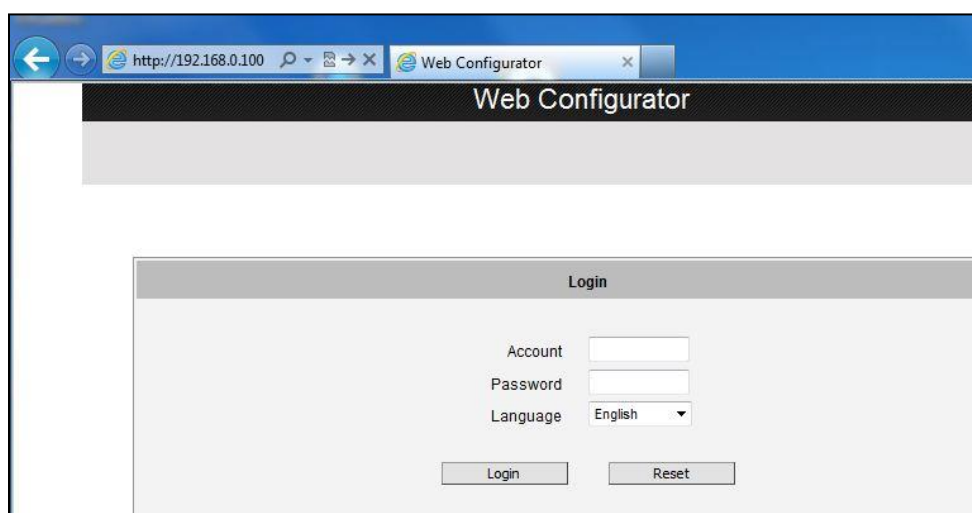 http://192.168.0.100
Web Configurator
Web Configurator
Login
Account
Password
Language English
Login Reset